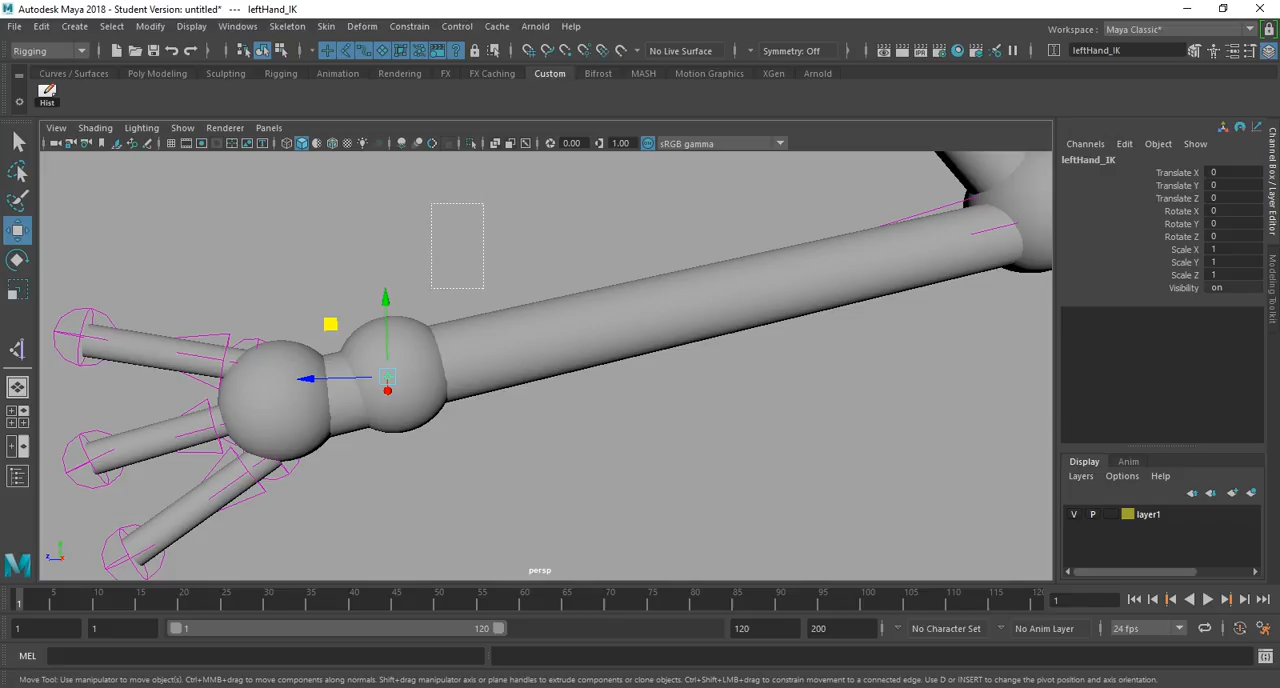 Autodesk Maya 2018 - Student Version: untitled*   ---   leftHand_IK
File Edit Create Select Modify Display Windows Skeleton Skin Deform Constrain Control Cache Arnold Help
Workspace : Maya Classic*
Rigging No Live Surface Symmetry: Off leftHand_IK
Curves / Surfaces Poly Modeling Sculpting Rigging Animation Rendering FX FX Caching Custom Bifrost MASH Motion Graphics XGen Arnold
Hist
View Shading Lighting Show Renderer Panels
0.00 1.00 sRGB gamma
Channels Edit Object Show
leftHand_IK
Translate X 0
Translate Y 0
Translate Z 0
Rotate X 0
Rotate Y 0
Rotate Z 0
Scale X 1
Scale Y 1
Scale Z 1
Visibility on
Channel Box / Layer Editor
Modeling Toolkit
Display Anim
Layers Options Help
V P layer1
persp
1 5 10 15 20 25 30 35 40 45 50 55 60 65 70 75 80 85 90 95 100 105 110 115 120 1
1 1 1 120 120 200 No Character Set No Anim Layer 24 fps
MEL
Move Tool: Use manipulator to move object(s). Ctrl+MMB+drag to move components along normals. Shift+drag manipulator axis or plane handles to extrude components or clone objects. Ctrl+Shift+LMB+drag to constrain movement to a connected edge. Use D or INSERT to change the pivot position and axis orientation.